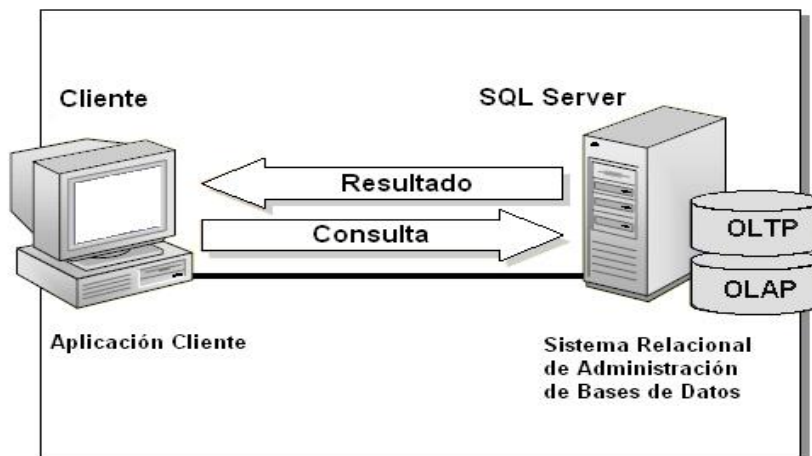 Cliente
SQL Server
Resultado
Consulta
OLTP
OLAP
Aplicación Cliente
Sistema Relacional
de Administración
de Bases de Datos